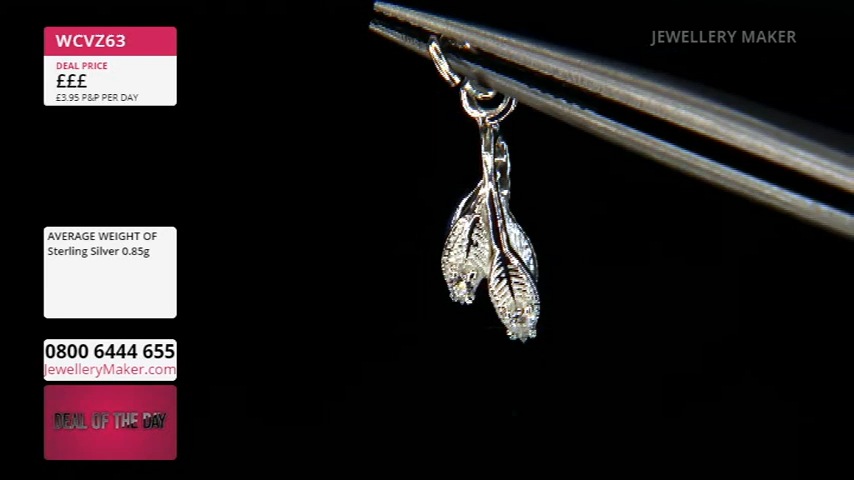 WCVZ63
DEAL PRICE
£££
£3.95 P&P PER DAY
AVERAGE WEIGHT OF
Sterling Silver 0.85g
0800 6444 655
JewelleryMaker.com
DEAL OF THE DAY
JEWELLERY MAKER